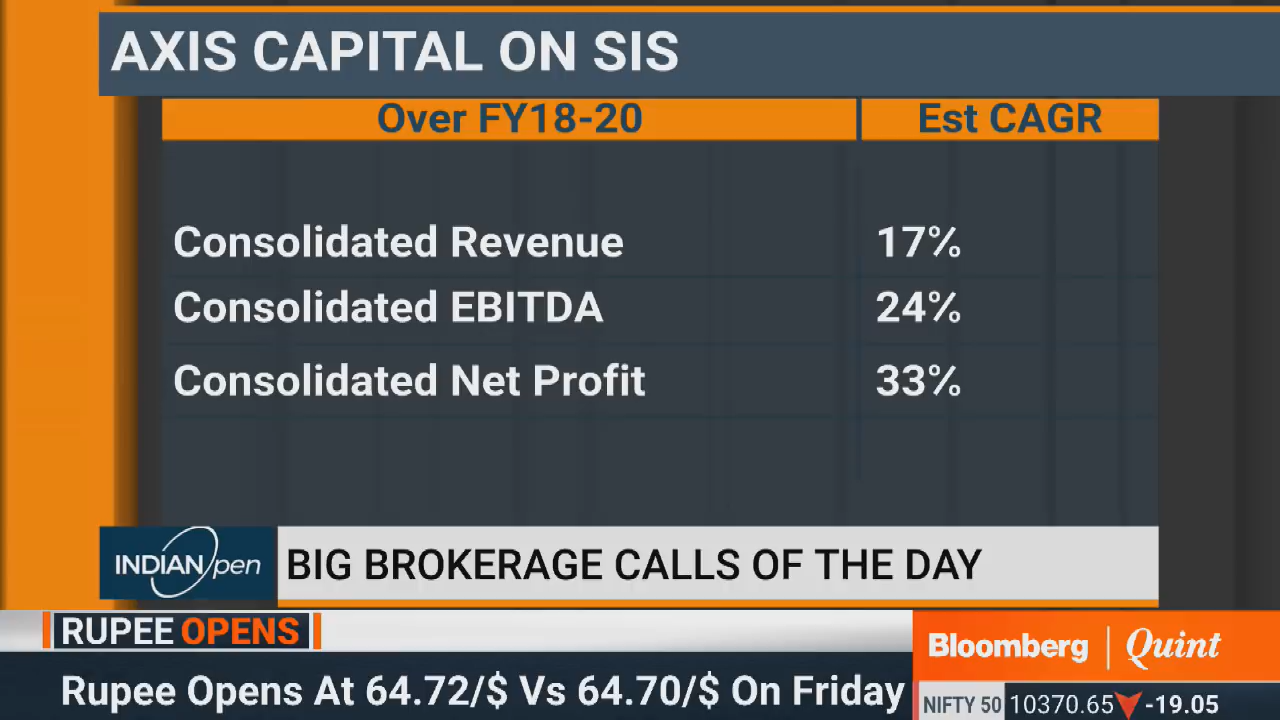 AXIS CAPITAL ON SIS
Over FY18-20 Est CAGR
Consolidated Revenue 17%
Consolidated EBITDA 24%
Consolidated Net Profit 33%
INDIAN Open BIG BROKERAGE CALLS OF THE DAY
RUPEE OPENS
Bloomberg | Quint
Rupee Opens At 64.72/$ Vs 64.70/$ On Friday
NIFTY 50 10370.65 -19.05